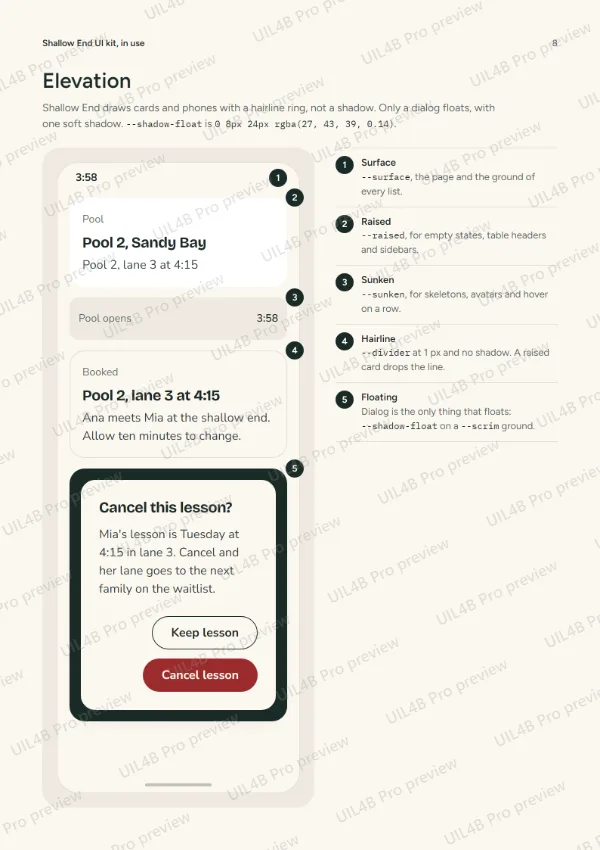 Shallow End UI kit, in use
8
Elevation
Shallow End draws cards and phones with a hairline ring, not a shadow. Only a dialog floats, with
one soft shadow. --shadow-float is 0 8px 24px rgba(27, 43, 39, 0.14).
3:58
1
2
Pool
Pool 2, Sandy Bay
Pool 2, lane 3 at 4:15
3
Pool opens 3:58
4
Booked
Pool 2, lane 3 at 4:15
Ana meets Mia at the shallow end.
Allow ten minutes to change.
5
Cancel this lesson?
Mia's lesson is Tuesday at
4:15 in lane 3. Cancel and
her lane goes to the next
family on the waitlist.
Keep lesson
Cancel lesson
1 Surface
--surface, the page and the ground of
every list.
2 Raised
--raised, for empty states, table headers
and sidebars.
3 Sunken
--sunken, for skeletons, avatars and hover
on a row.
4 Hairline
--divider at 1 px and no shadow. A raised
card drops the line.
5 Floating
Dialog is the only thing that floats:
--shadow-float on a --scrim ground.
UIL4B Pro preview